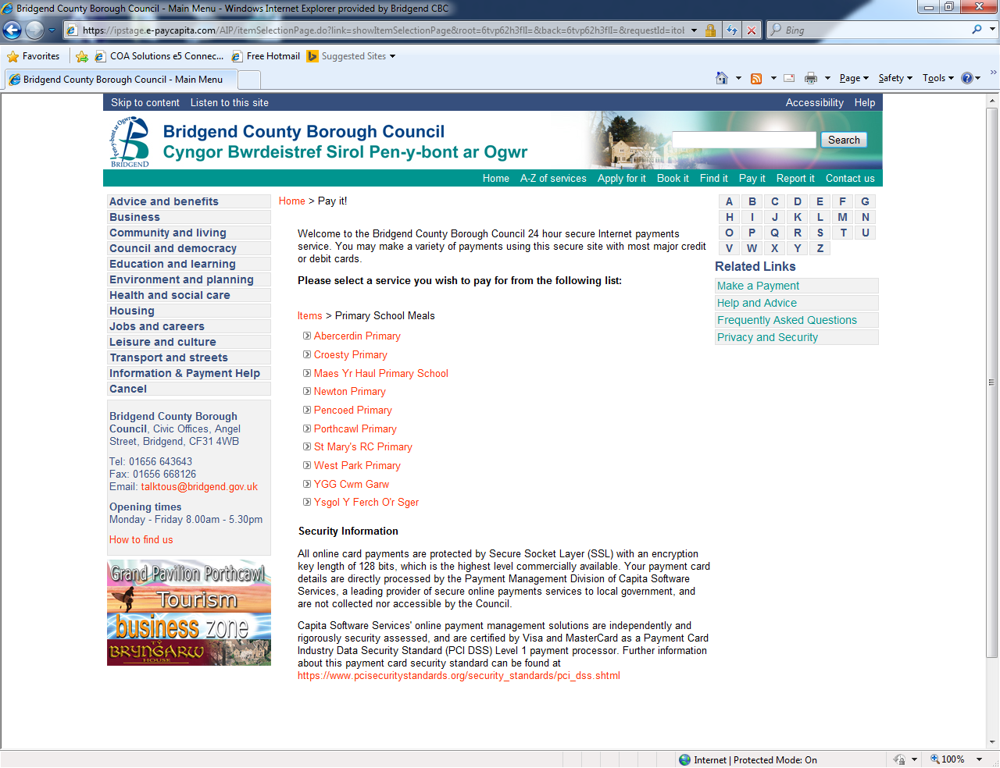 Bridgend County Borough Council - Main Menu - Windows Internet Explorer provided by Bridgend CBC
https://ipstage.e-paycapita.com/AIP/itemSelectionPage.do?link=showItemSelectionPage&root=6tvp62h3flI=&back=6tvp62h3flI=&requestId=itol
Bing
Favorites
COA Solutions e5 Connec...
Free Hotmail
Suggested Sites
Bridgend County Borough Council - Main Menu
Page
Safety
Tools
Skip to content
Listen to this site
Accessibility
Help
Pen-y-bont ar Ogwr
BRIDGEND
Bridgend County Borough Council
Cyngor Bwrdeistref Sirol Pen-y-bont ar Ogwr
Search
Home
A-Z of services
Apply for it
Book it
Find it
Pay it
Report it
Contact us
Advice and benefits
Business
Community and living
Council and democracy
Education and learning
Environment and planning
Health and social care
Housing
Jobs and careers
Leisure and culture
Transport and streets
Information & Payment Help
Cancel
Bridgend County Borough
Council, Civic Offices, Angel
Street, Bridgend, CF31 4WB
Tel: 01656 643643
Fax: 01656 668126
Email: talktous@bridgend.gov.uk
Opening times
Monday - Friday 8.00am - 5.30pm
How to find us
Grand Pavilion Porthcawl
Tourism
business zone
TY
BRYNGARW
HOUSE
Home > Pay it!
Welcome to the Bridgend County Borough Council 24 hour secure Internet payments
service. You may make a variety of payments using this secure site with most major credit
or debit cards.
Please select a service you wish to pay for from the following list:
Items > Primary School Meals
Abercerdin Primary
Croesty Primary
Maes Yr Haul Primary School
Newton Primary
Pencoed Primary
Porthcawl Primary
St Mary's RC Primary
West Park Primary
YGG Cwm Garw
Ysgol Y Ferch O'r Sger
Security Information
All online card payments are protected by Secure Socket Layer (SSL) with an encryption
key length of 128 bits, which is the highest level commercially available. Your payment card
details are directly processed by the Payment Management Division of Capita Software
Services, a leading provider of secure online payments services to local government, and
are not collected nor accessible by the Council.
Capita Software Services' online payment management solutions are independently and
rigorously security assessed, and are certified by Visa and MasterCard as a Payment Card
Industry Data Security Standard (PCI DSS) Level 1 payment processor. Further information
about this payment card security standard can be found at
https://www.pcisecuritystandards.org/security_standards/pci_dss.shtml
A B C D E F G
H I J K L M N
O P Q R S T U
V W X Y Z
Related Links
Make a Payment
Help and Advice
Frequently Asked Questions
Privacy and Security
Internet | Protected Mode: On
100%